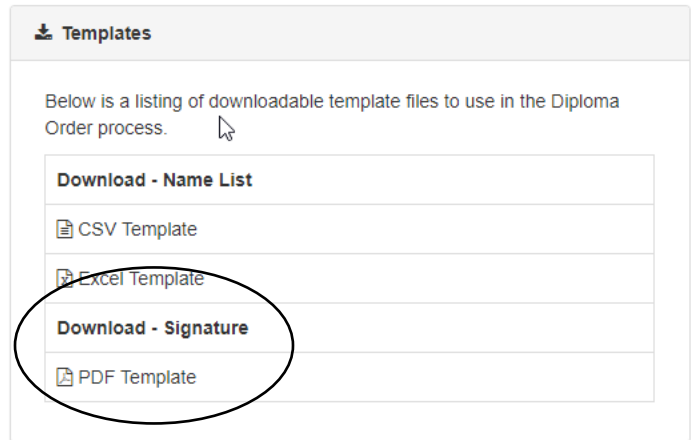 Templates
Below is a listing of downloadable template files to use in the Diploma
Order process.
Download - Name List
CSV Template
Excel Template
Download - Signature
PDF Template